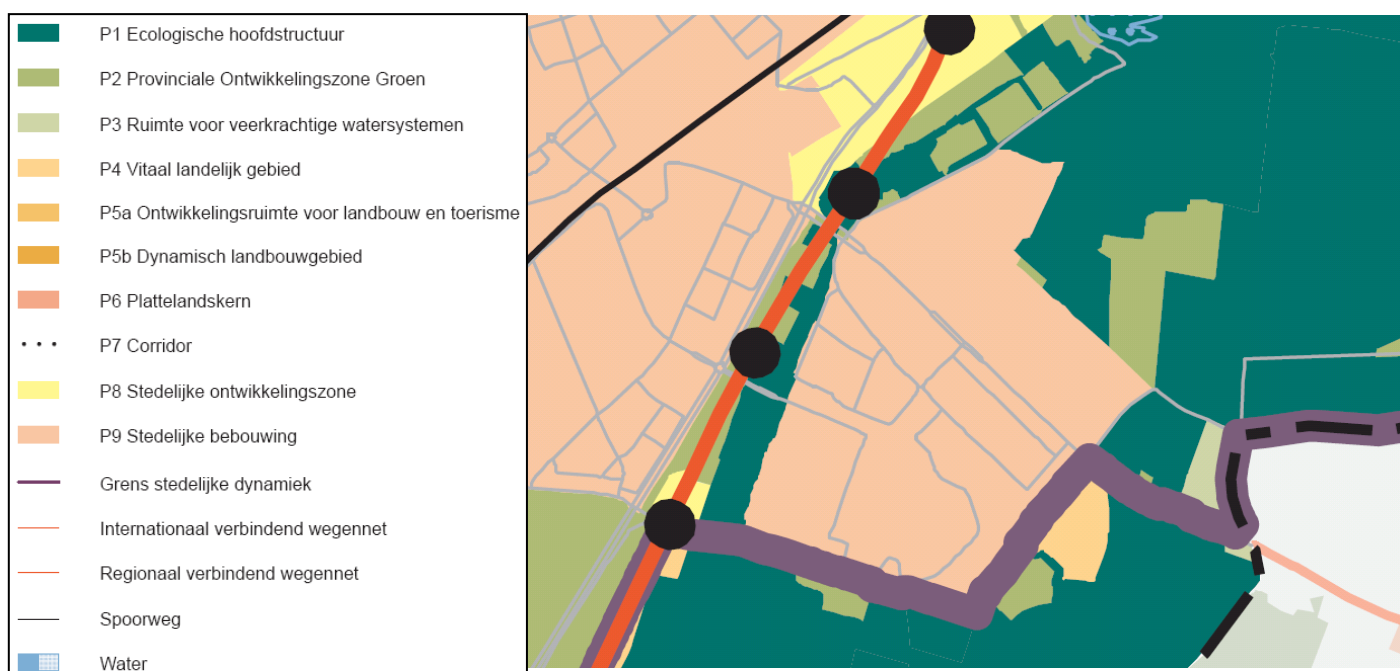 P1 Ecologische hoofdstructuur
P2 Provinciale Ontwikkelingszone Groen
P3 Ruimte voor veerkrachtige watersystemen
P4 Vitaal landelijk gebied
P5a Ontwikkelingsruimte voor landbouw en toerisme
P5b Dynamisch landbouwgebied
P6 Plattelandskern
P7 Corridor
P8 Stedelijke ontwikkelingszone
P9 Stedelijke bebouwing
Grens stedelijke dynamiek
Internationaal verbindend wegennet
Regionaal verbindend wegennet
Spoorweg
Water